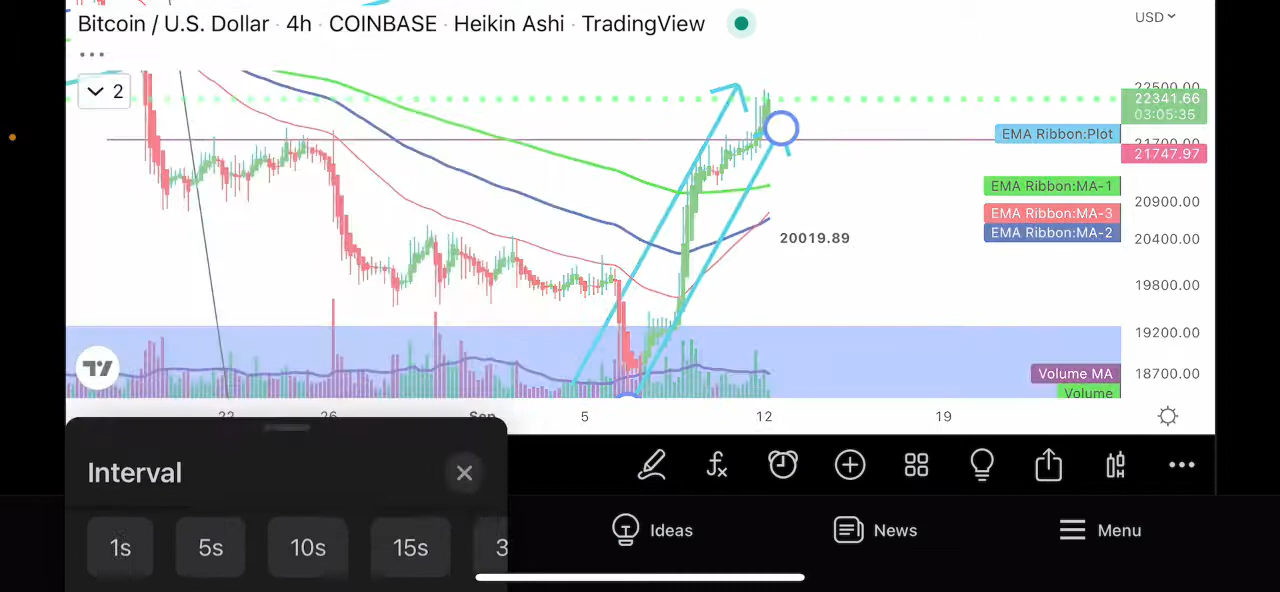 Bitcoin / U.S. Dollar · 4h · COINBASE · Heikin Ashi · TradingView
USD
2
22500.00
22341.66
03:05:35
EMA Ribbon:Plot
21700.00
21747.97
EMA Ribbon:MA-1
20900.00
EMA Ribbon:MA-3
EMA Ribbon:MA-2
20019.89
20400.00
19800.00
19200.00
Volume MA
18700.00
Volume
22
26
Sep
5
12
19
Interval
1s
5s
10s
15s
3
Ideas
News
Menu